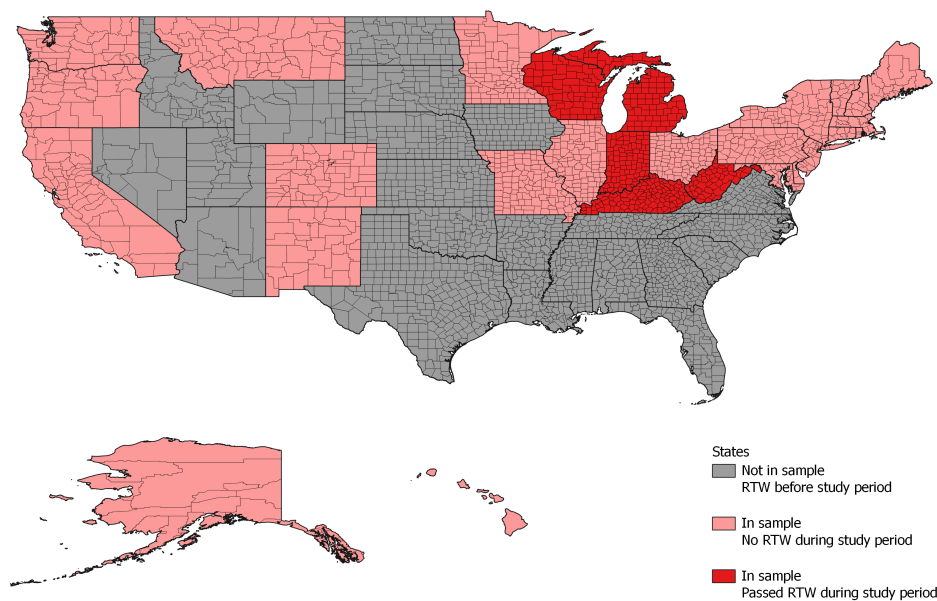 States
Not in sample
RTW before study period
In sample
No RTW during study period
In sample
Passed RTW during study period